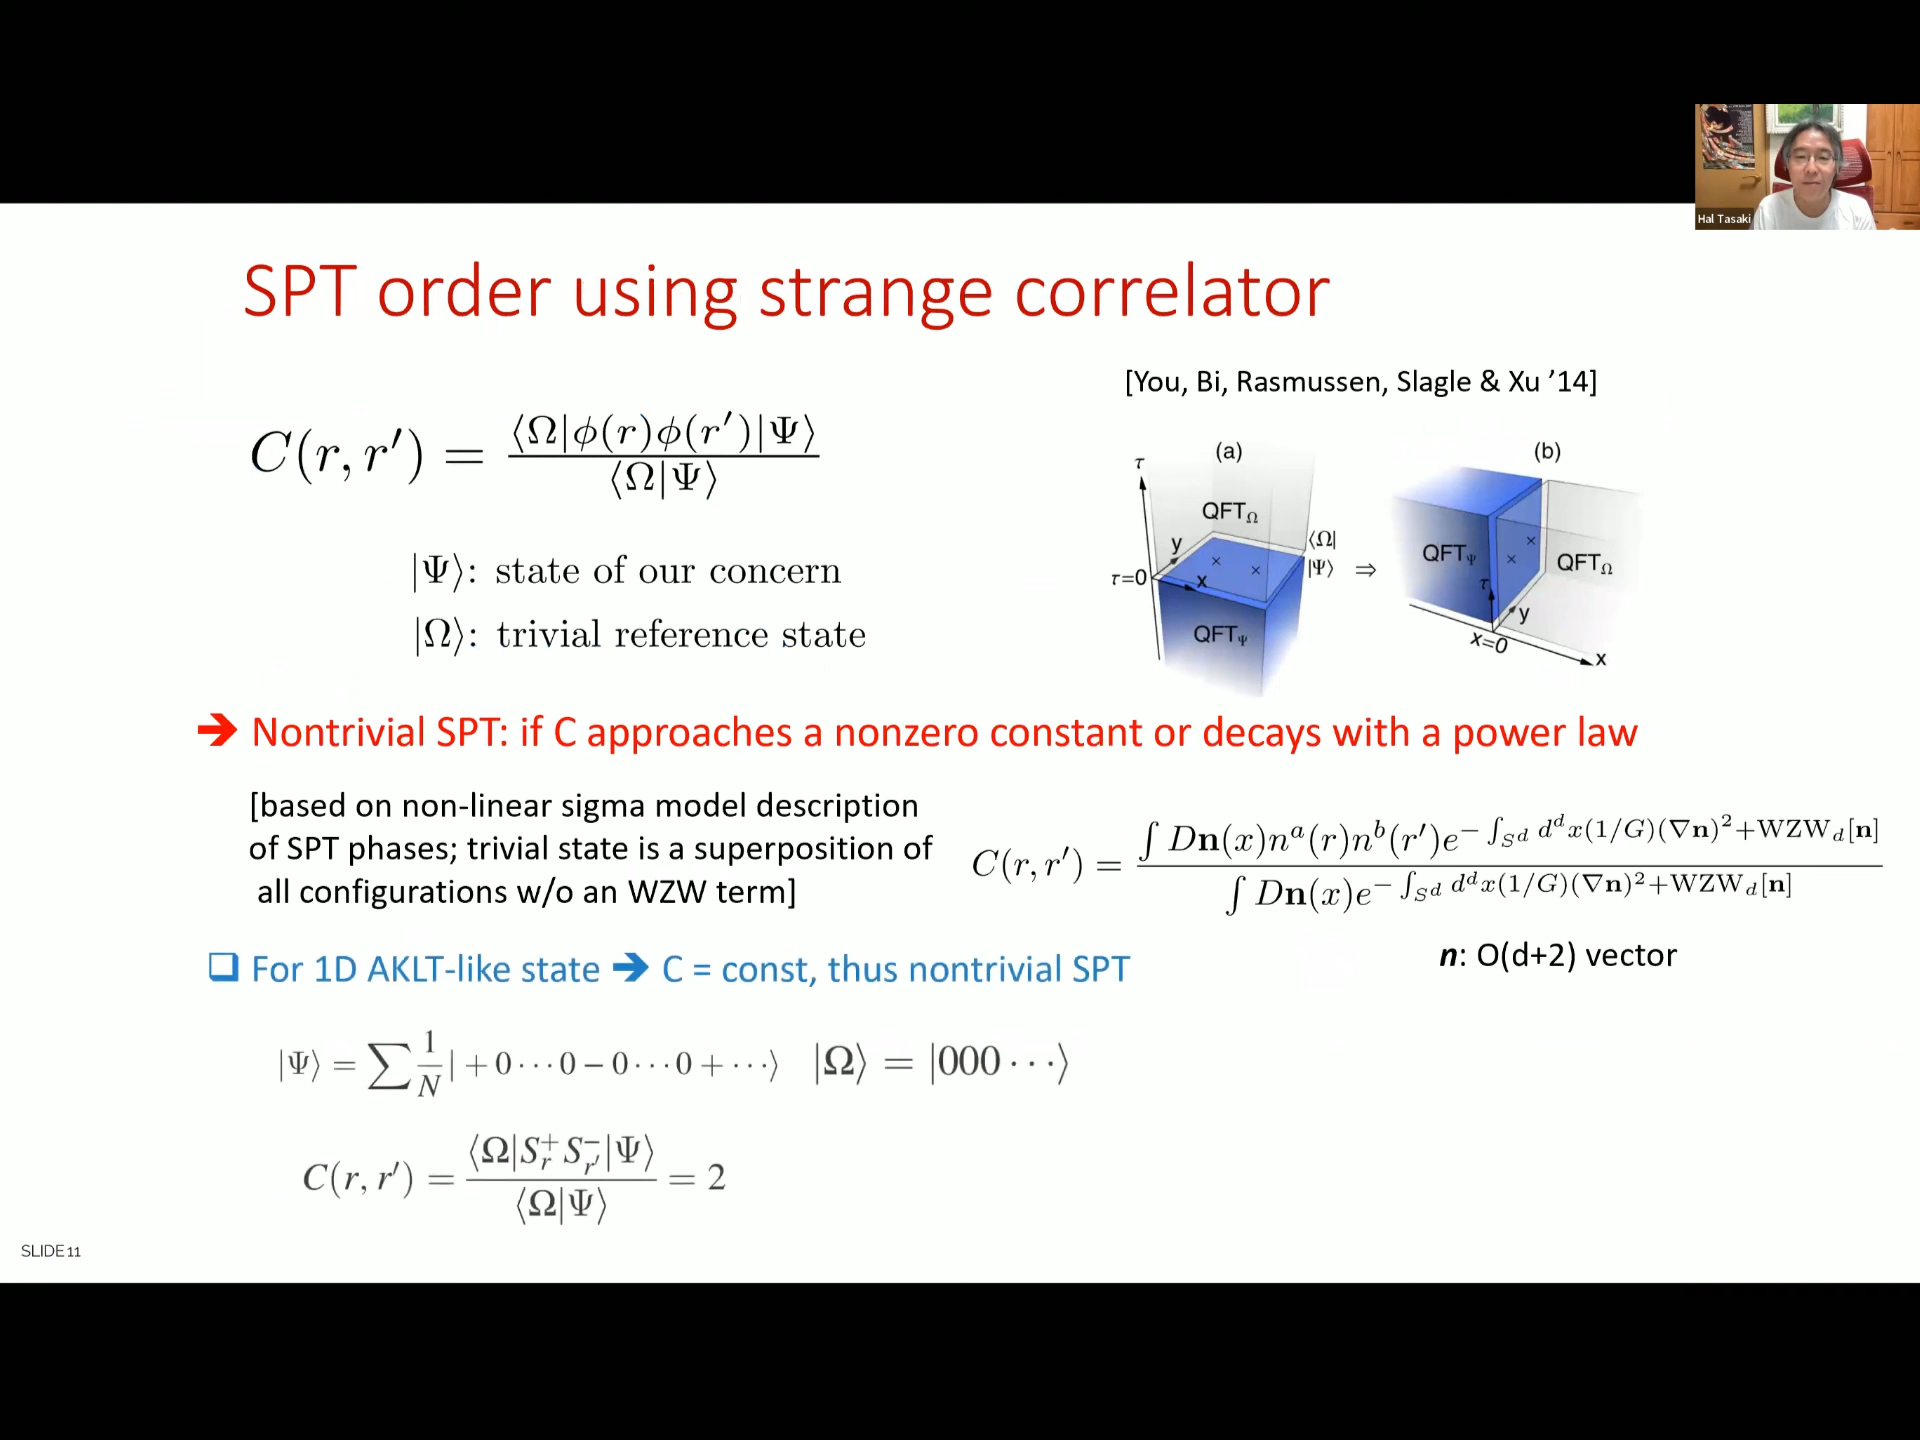 Hal Tasaki
SPT order using strange correlator
[You, Bi, Rasmussen, Slagle & Xu ’14]
C(r, r′) = ⟨Ω|ϕ(r)ϕ(r′)|Ψ⟩ / ⟨Ω|Ψ⟩
|Ψ⟩: state of our concern
|Ω⟩: trivial reference state
(a)
τ
QFT_Ω
y
⟨Ω|
|Ψ⟩
⇒
τ=0
x
QFT_Ψ
(b)
QFT_Ψ
QFT_Ω
τ
y
x=0
x
➔ Nontrivial SPT: if C approaches a nonzero constant or decays with a power law
[based on non-linear sigma model description
of SPT phases; trivial state is a superposition of
all configurations w/o an WZW term]
C(r, r′) = ∫ Dn(x)n^a(r)n^b(r′)e^{− ∫_{S^d} d^d x(1/G)(∇n)^2+WZW_d[n]} / ∫ Dn(x)e^{− ∫_{S^d} d^d x(1/G)(∇n)^2+WZW_d[n]}
n: O(d+2) vector
❑ For 1D AKLT-like state ➔ C = const, thus nontrivial SPT
|Ψ⟩ = ∑ 1/N | + 0 ⋯ 0 − 0 ⋯ 0 + ⋯⟩ |Ω⟩ = |000 ⋯⟩
C(r, r′) = ⟨Ω|S_r^+ S_{r′}^−|Ψ⟩ / ⟨Ω|Ψ⟩ = 2
SLIDE 11